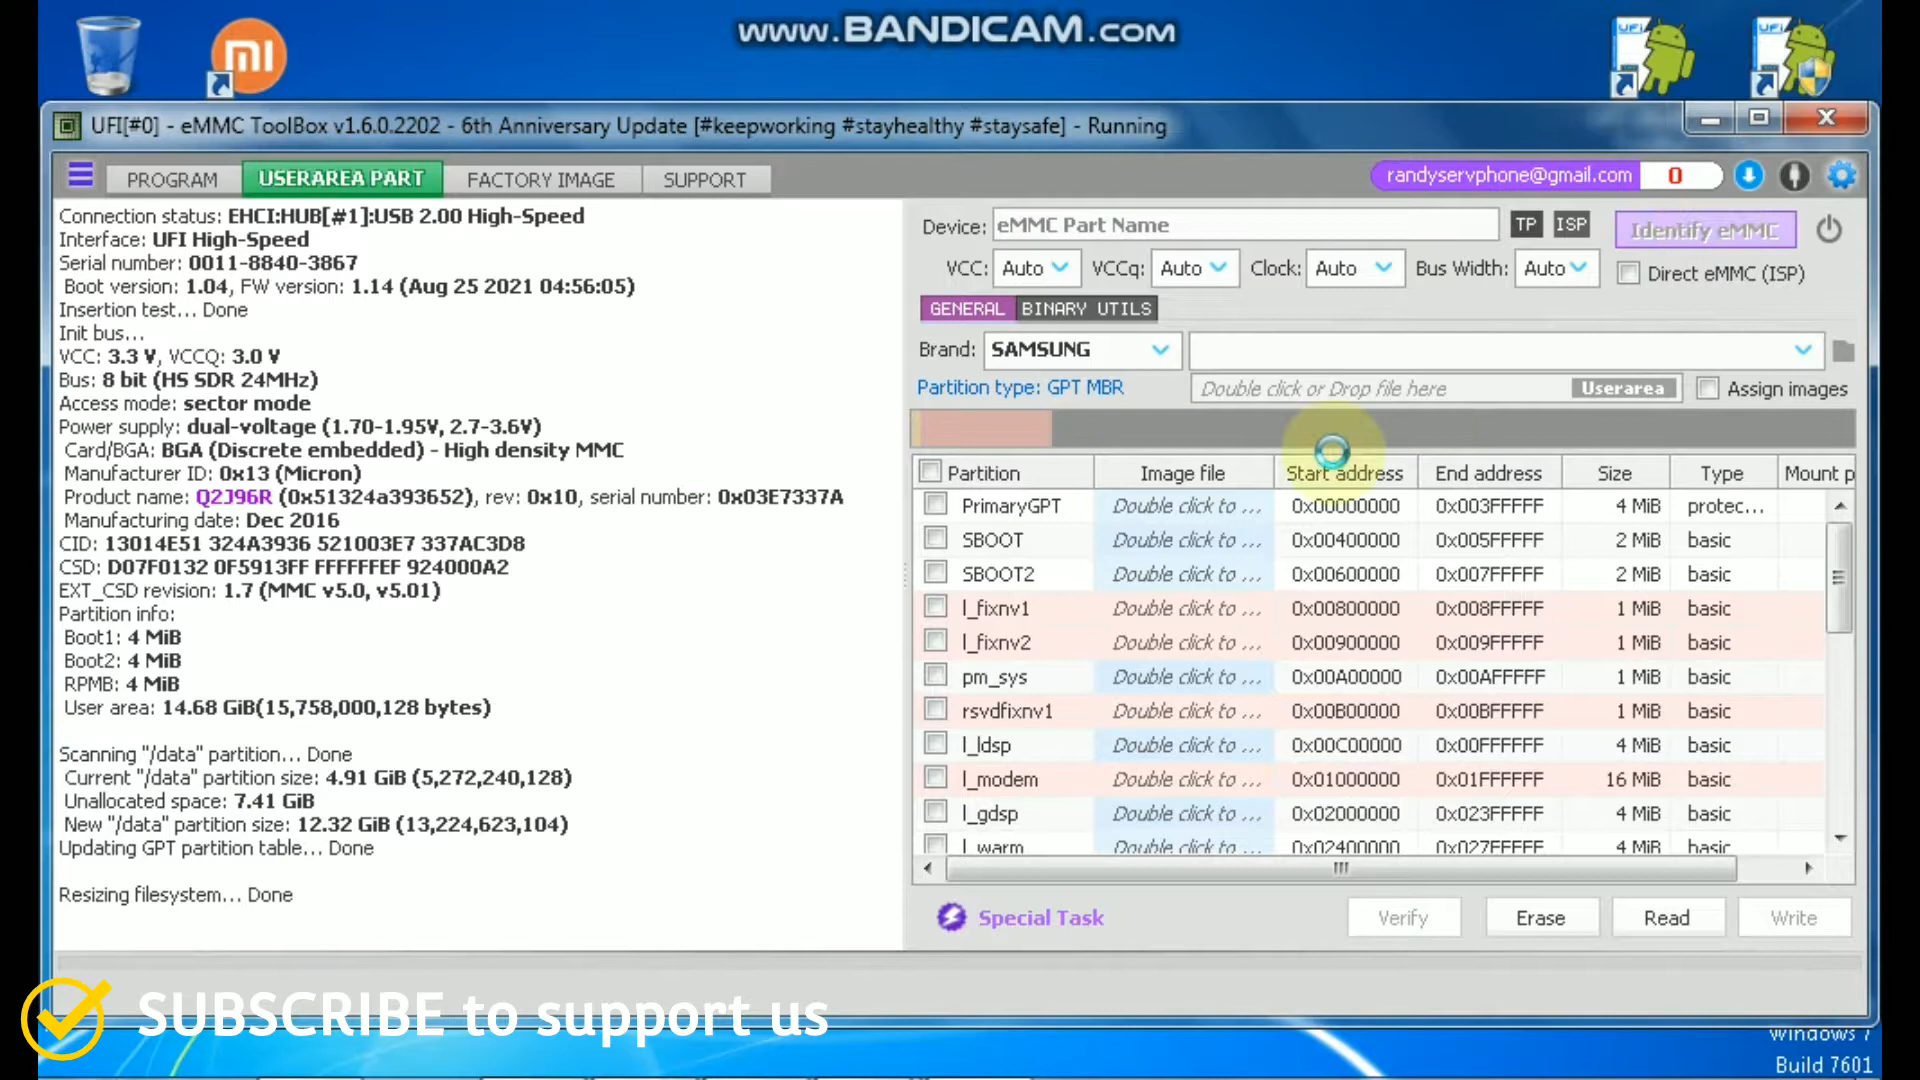 www.BANDICAM.com
UFI[#0] - eMMC ToolBox v1.6.0.2202 - 6th Anniversary Update [#keepworking #stayhealthy #staysafe] - Running
PROGRAM USERAREA PART FACTORY IMAGE SUPPORT
randyservphone@gmail.com 0
Connection status: EHCI:HUB[#1]:USB 2.00 High-Speed
Interface: UFI High-Speed
Serial number: 0011-8840-3867
Boot version: 1.04, FW version: 1.14 (Aug 25 2021 04:56:05)
Insertion test... Done
Init bus...
VCC: 3.3 V, VCCQ: 3.0 V
Bus: 8 bit (HS SDR 24MHz)
Access mode: sector mode
Power supply: dual-voltage (1.70-1.95V, 2.7-3.6V)
Card/BGA: BGA (Discrete embedded) - High density MMC
Manufacturer ID: 0x13 (Micron)
Product name: Q2J96R (0x51324a393652), rev: 0x10, serial number: 0x03E7337A
Manufacturing date: Dec 2016
CID: 13014E51 324A3936 521003E7 337AC3D8
CSD: D07F0132 0F5913FF FFFFFFEF 924000A2
EXT_CSD revision: 1.7 (MMC v5.0, v5.01)
Partition info:
Boot1: 4 MiB
Boot2: 4 MiB
RPMB: 4 MiB
User area: 14.68 GiB(15,758,000,128 bytes)
Scanning "/data" partition... Done
Current "/data" partition size: 4.91 GiB (5,272,240,128)
Unallocated space: 7.41 GiB
New "/data" partition size: 12.32 GiB (13,224,623,104)
Updating GPT partition table... Done
Resizing filesystem... Done
Device: eMMC Part Name TP ISP Identify eMMC
VCC: Auto VCCq: Auto Clock: Auto Bus Width: Auto Direct eMMC (ISP)
GENERAL BINARY UTILS
Brand: SAMSUNG
Partition type: GPT MBR Double click or Drop file here Userarea Assign images
Partition Image file Start address End address Size Type Mount p
PrimaryGPT Double click to ... 0x00000000 0x003FFFFF 4 MiB protec...
SBOOT Double click to ... 0x00400000 0x005FFFFF 2 MiB basic
SBOOT2 Double click to ... 0x00600000 0x007FFFFF 2 MiB basic
l_fixnv1 Double click to ... 0x00800000 0x008FFFFF 1 MiB basic
l_fixnv2 Double click to ... 0x00900000 0x009FFFFF 1 MiB basic
pm_sys Double click to ... 0x00A00000 0x00AFFFFF 1 MiB basic
rsvdfixnv1 Double click to ... 0x00B00000 0x00BFFFFF 1 MiB basic
l_ldsp Double click to ... 0x00C00000 0x00FFFFFF 4 MiB basic
l_modem Double click to ... 0x01000000 0x01FFFFFF 16 MiB basic
l_gdsp Double click to ... 0x02000000 0x023FFFFF 4 MiB basic
l_warm Double click to ... 0x02400000 0x027FFFFF 4 MiB basic
Special Task Verify Erase Read Write
SUBSCRIBE to support us
Windows 7
Build 7601